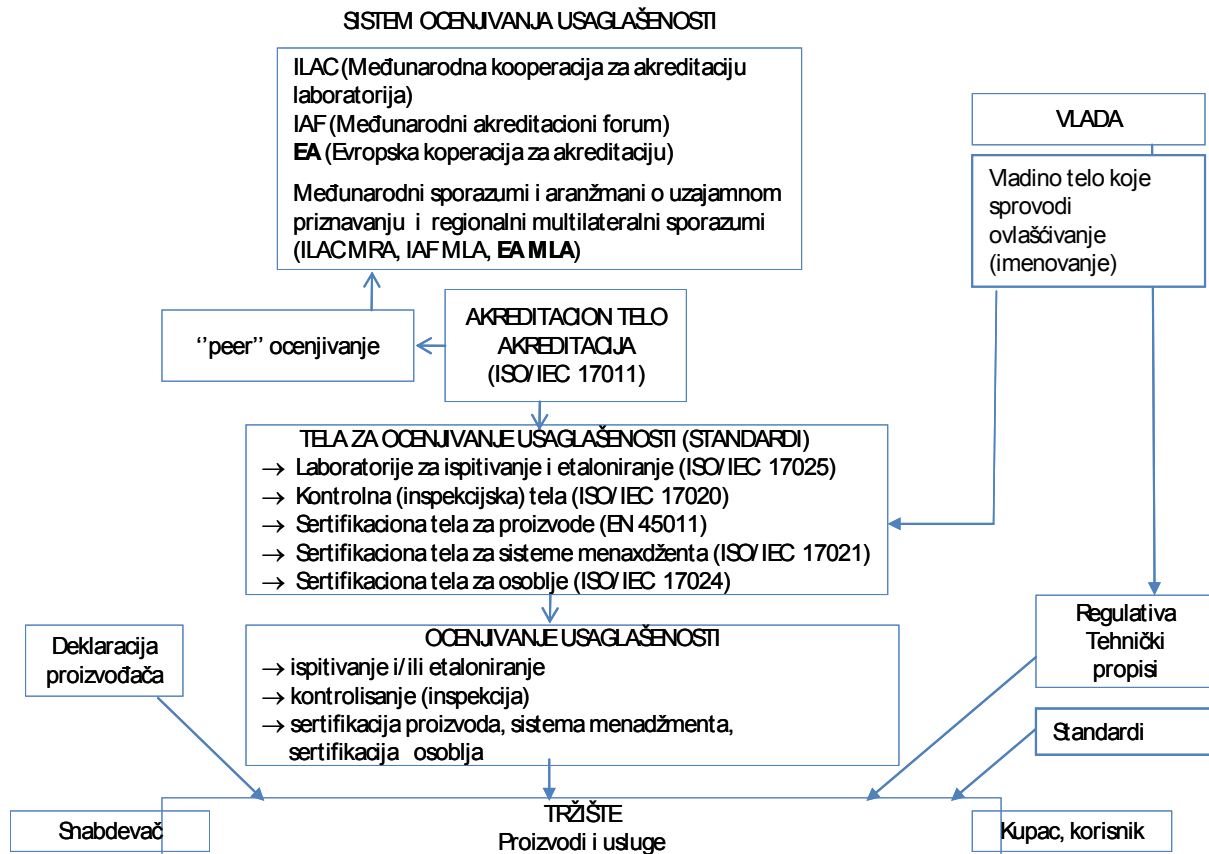 SISTEM OCENJIVANJA USAGLAŠENOSTI
ILAC (Međunarodna kooperacija za akreditaciju
laboratorija)
IAF (Međunarodni akreditacioni forum)
EA (Evropska koperacija za akreditaciju)
Međunarodni sporazumi i aranžmani o uzajamnom
priznavanju i regionalni multilateralni sporazumi
(ILAC MRA, IAF MLA, EA MLA)
VLADA
Vladino telo koje
sprovodi
ovlašćivanje
(imenovanje)
‘’peer’’ ocenjivanje
AKREDITACION TELO
AKREDITACIJA
(ISO/IEC 17011)
TELA ZA OCENJIVANJE USAGLAŠENOSTI (STANDARDI)
→ Laboratorije za ispitivanje i etaloniranje (ISO/IEC 17025)
→ Kontrolna (inspekcijska) tela (ISO/IEC 17020)
→ Sertifikaciona tela za proizvode (EN 45011)
→ Sertifikaciona tela za sisteme menaxdženta (ISO/IEC 17021)
→ Sertifikaciona tela za osoblje (ISO/IEC 17024)
Deklaracija
proizvođača
OCENJIVANJE USAGLAŠENOSTI
→ ispitivanje i/ili etaloniranje
→ kontrolisanje (inspekcija)
→ sertifikacija proizvoda, sistema menadžmenta,
sertifikacija osoblja
Regulativa
Tehnički
propisi
Standardi
Snabdevač
TRŽIŠTE
Proizvodi i usluge
Kupac, korisnik